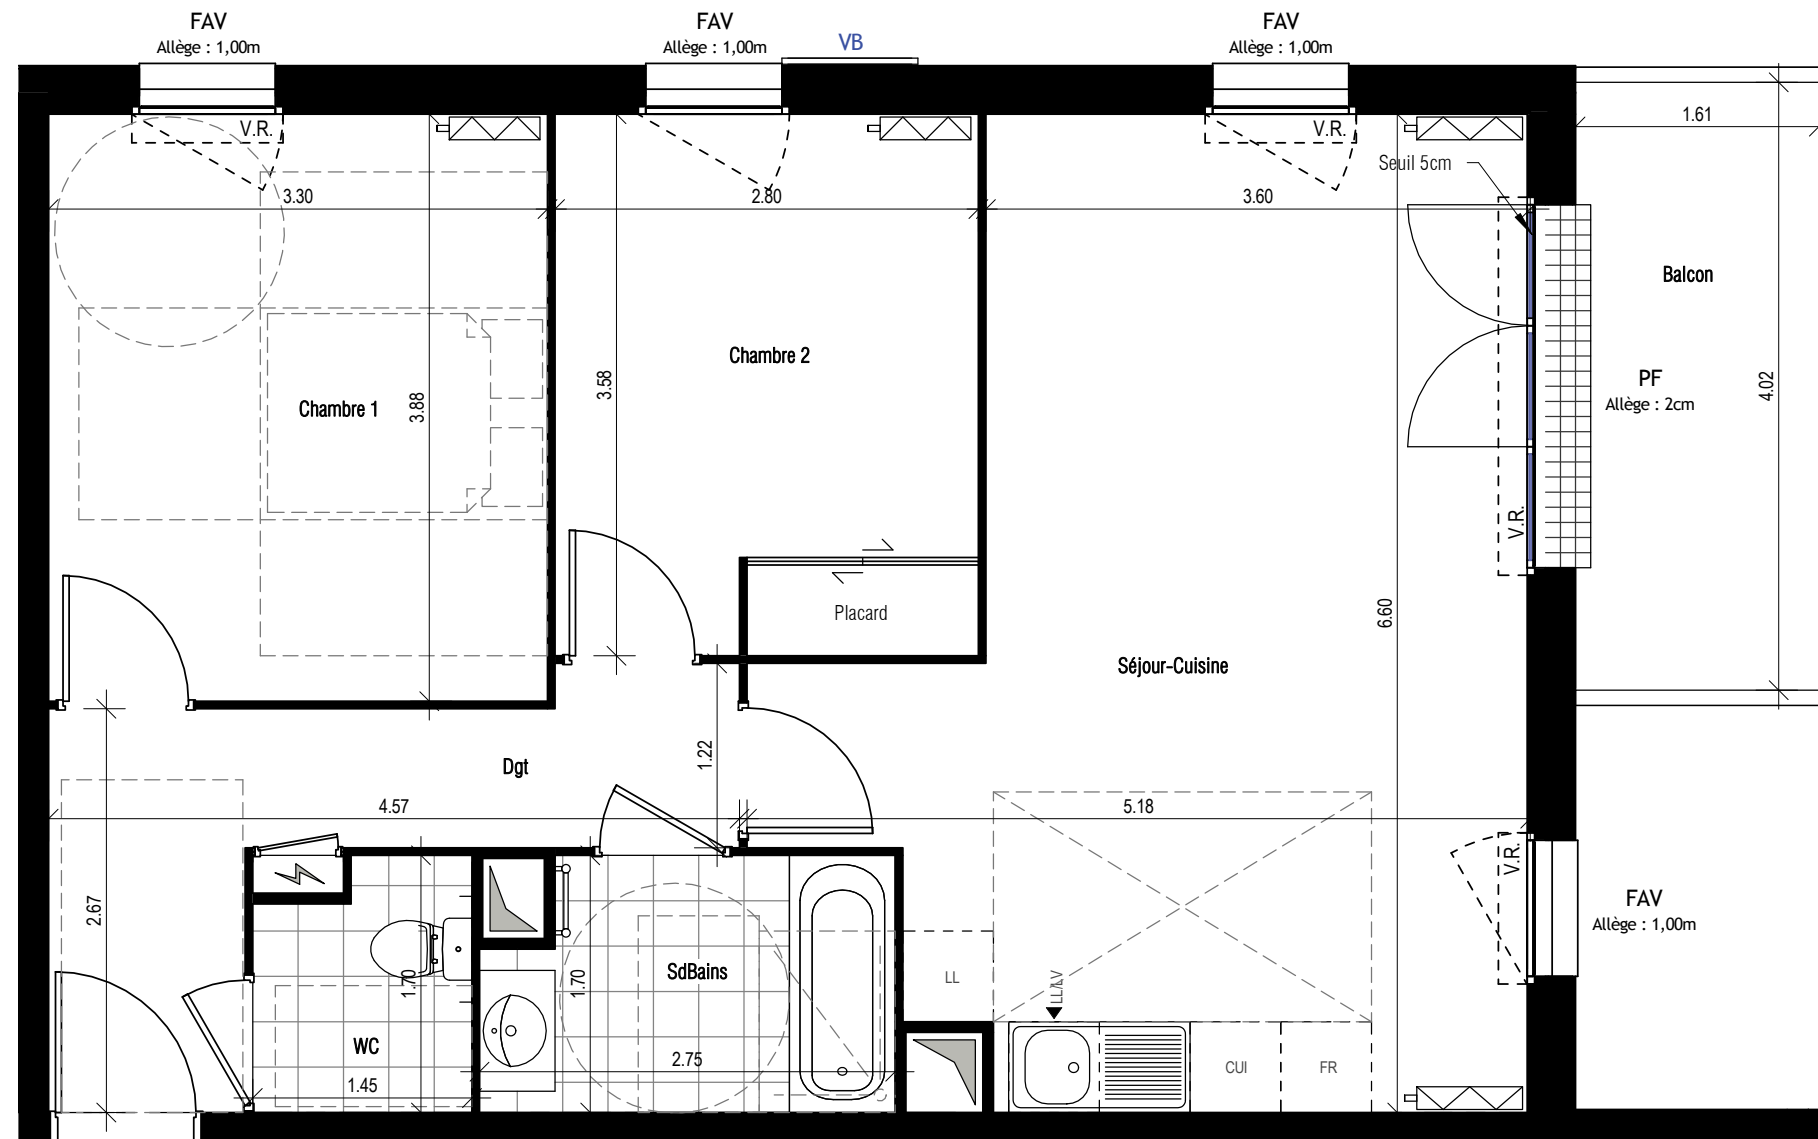 FAV
Allège : 1,00m
FAV
Allège : 1,00m
VB
FAV
Allège : 1,00m
V.R.
V.R.
1.61
Seuil 5cm
3.30
2.80
3.60
Balcon
Chambre 2
PF
Allège : 2cm
4.02
3.58
Chambre 1
3.88
V.R.
Placard
6.60
Séjour-Cuisine
Dgt
1.22
4.57
5.18
V.R.
2.67
FAV
Allège : 1,00m
1.70
1.70
SdBains
LL
LL/LV
WC
2.75
1.45
CUI
FR